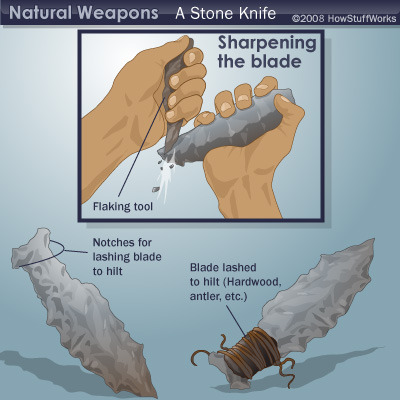 Natural Weapons A Stone Knife
©2008 HowStuffWorks
Sharpening
the blade
Flaking tool
Notches for
lashing blade
to hilt
Blade lashed
to hilt (Hardwood,
antler, etc.)